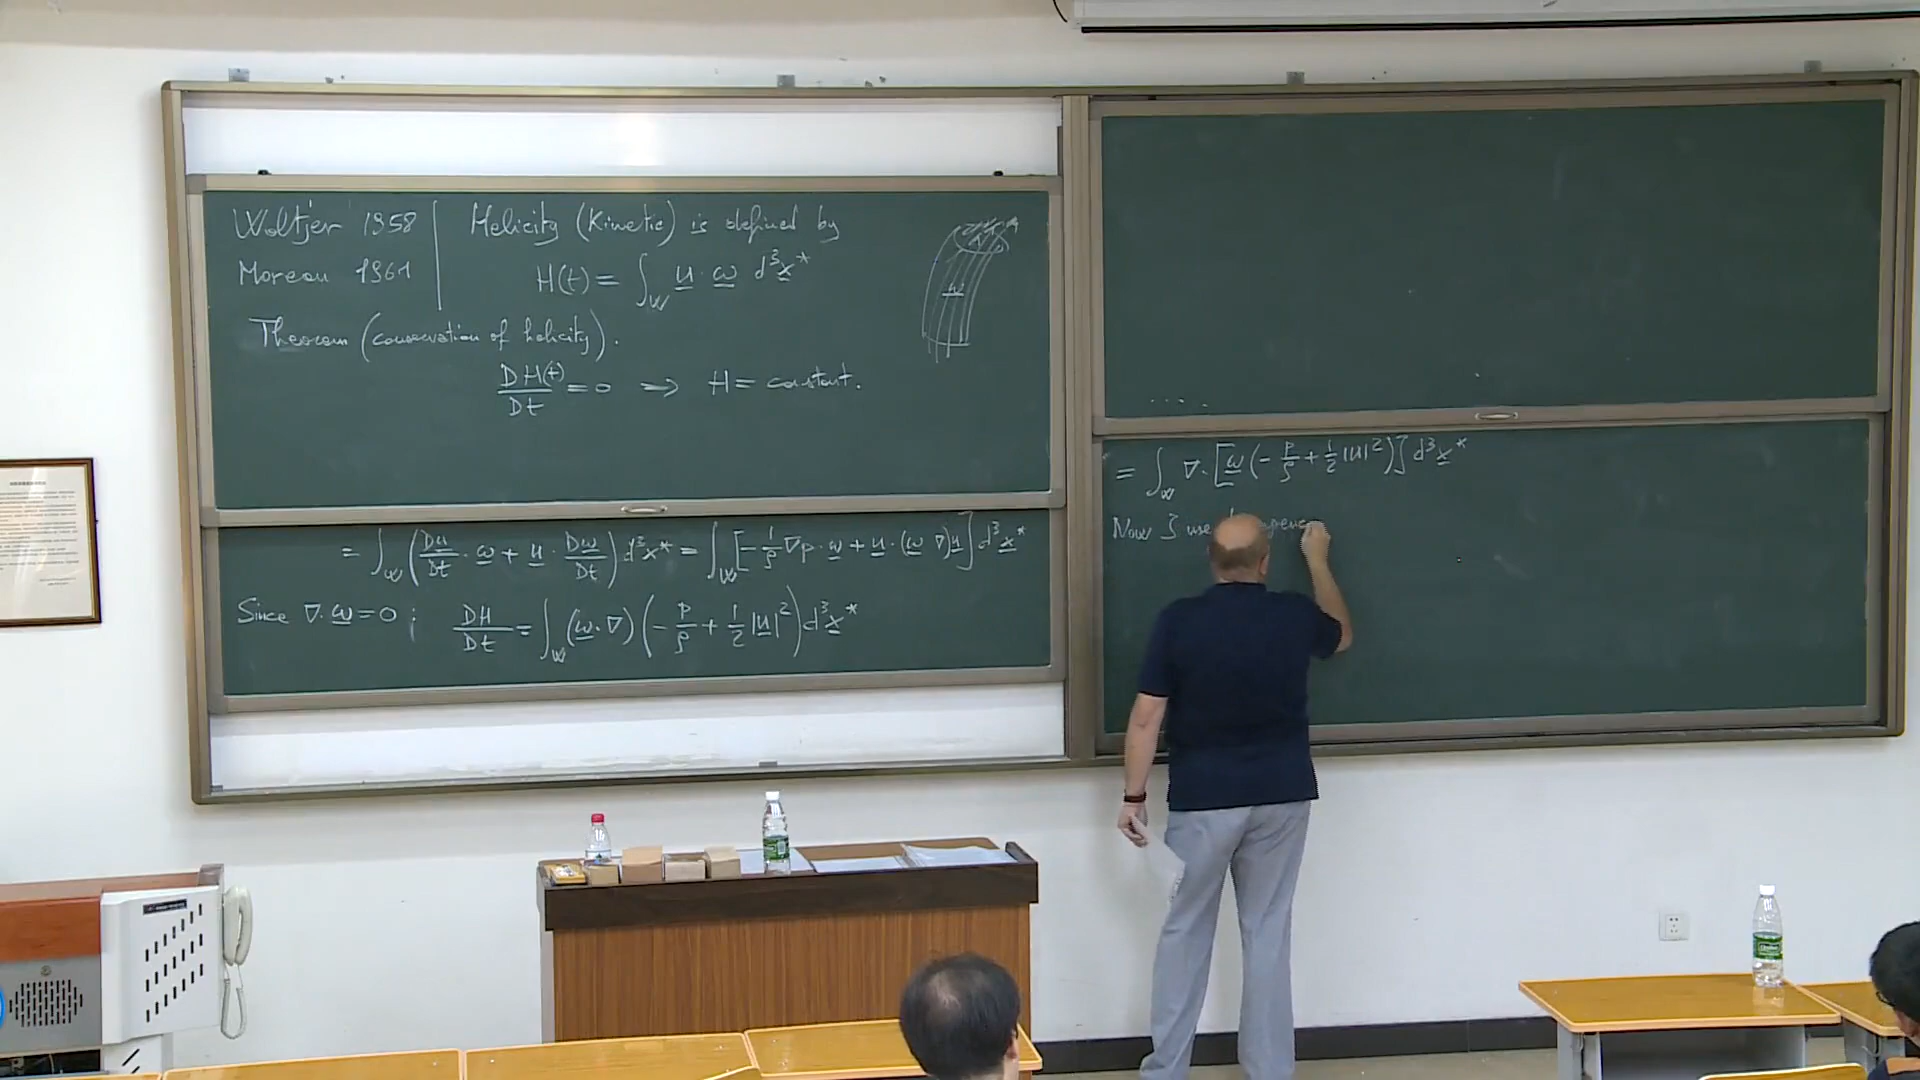 Woltjer 1958
Moreau 1961
Helicity (Kinetic) is defined by
H(t) = ∫_W u · ω d³x*
ω
Theorem (conservation of helicity).
DH(t)/Dt = 0 ⟹ H = constant.
= ∫_W (Du/Dt · ω + u · Dω/Dt) d³x* = ∫_W [-1/ρ ∇p · ω + u · (ω · ∇)u] d³x*
Since ∇ · ω = 0 : DH/Dt = ∫_W (ω · ∇)(-p/ρ + 1/2 |u|²) d³x*
= ∫_W ∇ · [ω(-p/ρ + 1/2 |u|²)] d³x*
Now I use